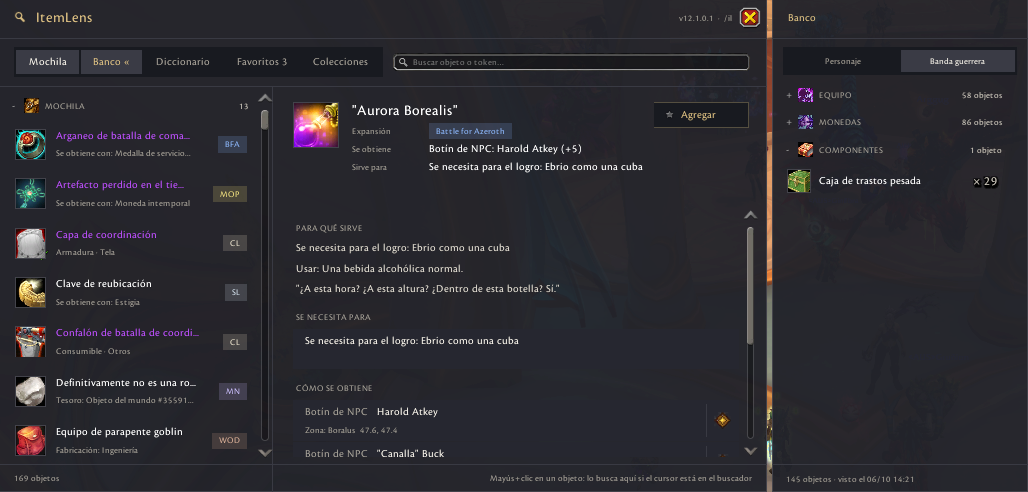 ItemLens
v12.1.0.1 · /il
Mochila
Banco «
Diccionario
Favoritos 3
Colecciones
Buscar objeto o token...
- MOCHILA 13
Arganeo de batalla de coma...
Se obtiene con: Medalla de servicio...
BFA
Artefacto perdido en el tie...
Se obtiene con: Moneda intemporal
MOP
Capa de coordinación
Armadura · Tela
CL
Clave de reubicación
Se obtiene con: Estigia
SL
Confalón de batalla de coordi...
Consumible · Otros
CL
Definitivamente no es una ro...
Tesoro: Objeto del mundo #35591...
MN
Equipo de parapente goblin
Fabricación: Ingeniería
WOD
169 objetos
"Aurora Borealis"
Agregar
Expansión Battle for Azeroth
Se obtiene Botín de NPC: Harold Atkey (+5)
Sirve para Se necesita para el logro: Ebrio como una cuba
PARA QUÉ SIRVE
Se necesita para el logro: Ebrio como una cuba
Usar: Una bebida alcohólica normal.
"¿A esta hora? ¿A esta altura? ¿Dentro de esta botella? Sí."
SE NECESITA PARA
Se necesita para el logro: Ebrio como una cuba
CÓMO SE OBTIENE
Botín de NPC Harold Atkey
Zona: Boralus 47.6, 47.4
Botín de NPC "Canalla" Buck
Mayús+clic en un objeto: lo busca aquí si el cursor está en el buscador
Banco
Personaje
Banda guerrera
+ EQUIPO 58 objetos
+ MONEDAS 86 objetos
- COMPONENTES 1 objeto
Caja de trastos pesada × 29
145 objetos · visto el 06/10 14:21